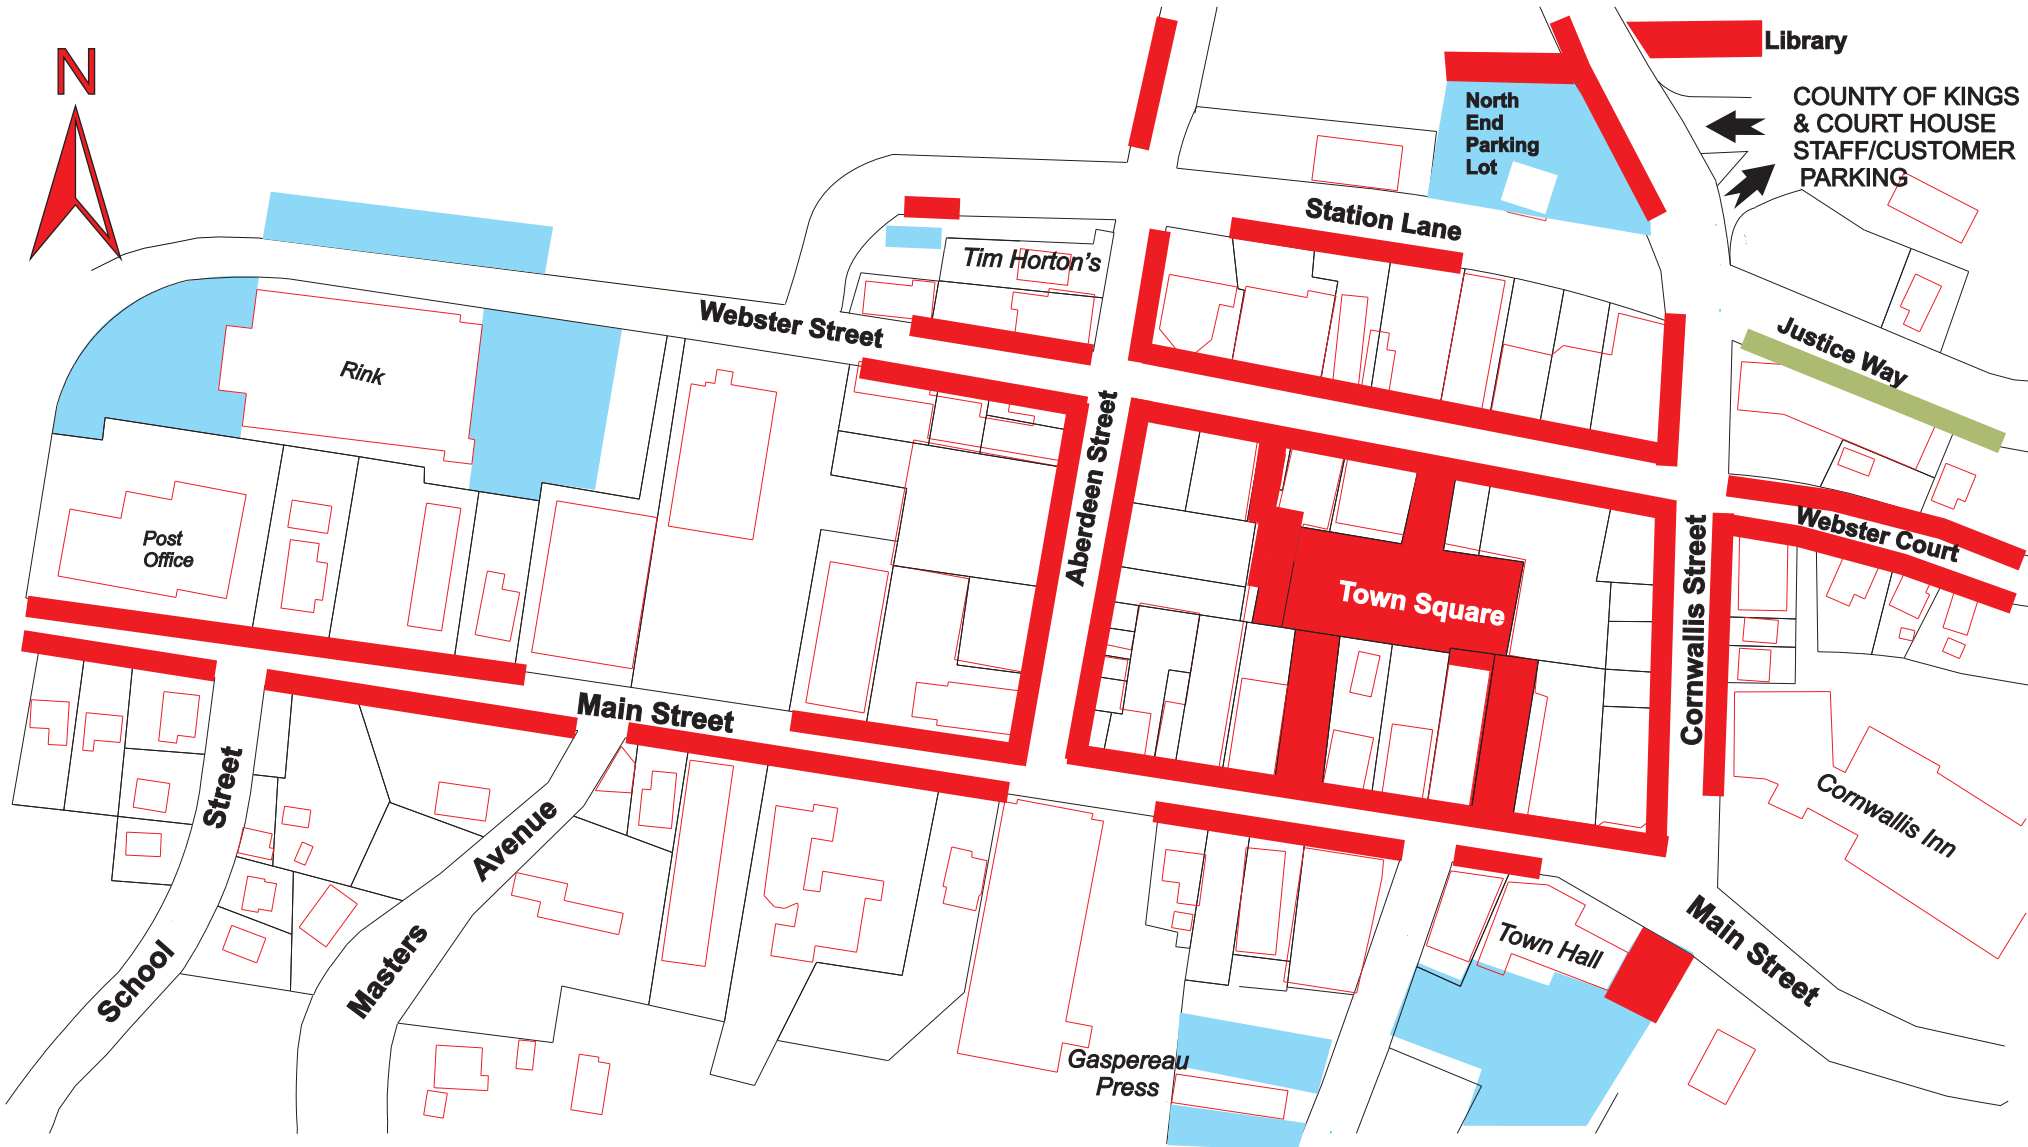 N
Library
COUNTY OF KINGS
& COURT HOUSE
STAFF/CUSTOMER
PARKING
North
End
Parking
Lot
Station Lane
Tim Horton's
Webster Street
Justice Way
Rink
Aberdeen Street
Webster Court
Post
Office
Town Square
Cornwallis Street
Main Street
Street
School
Avenue
Masters
Cornwallis Inn
Town Hall
Main Street
Gaspereau
Press